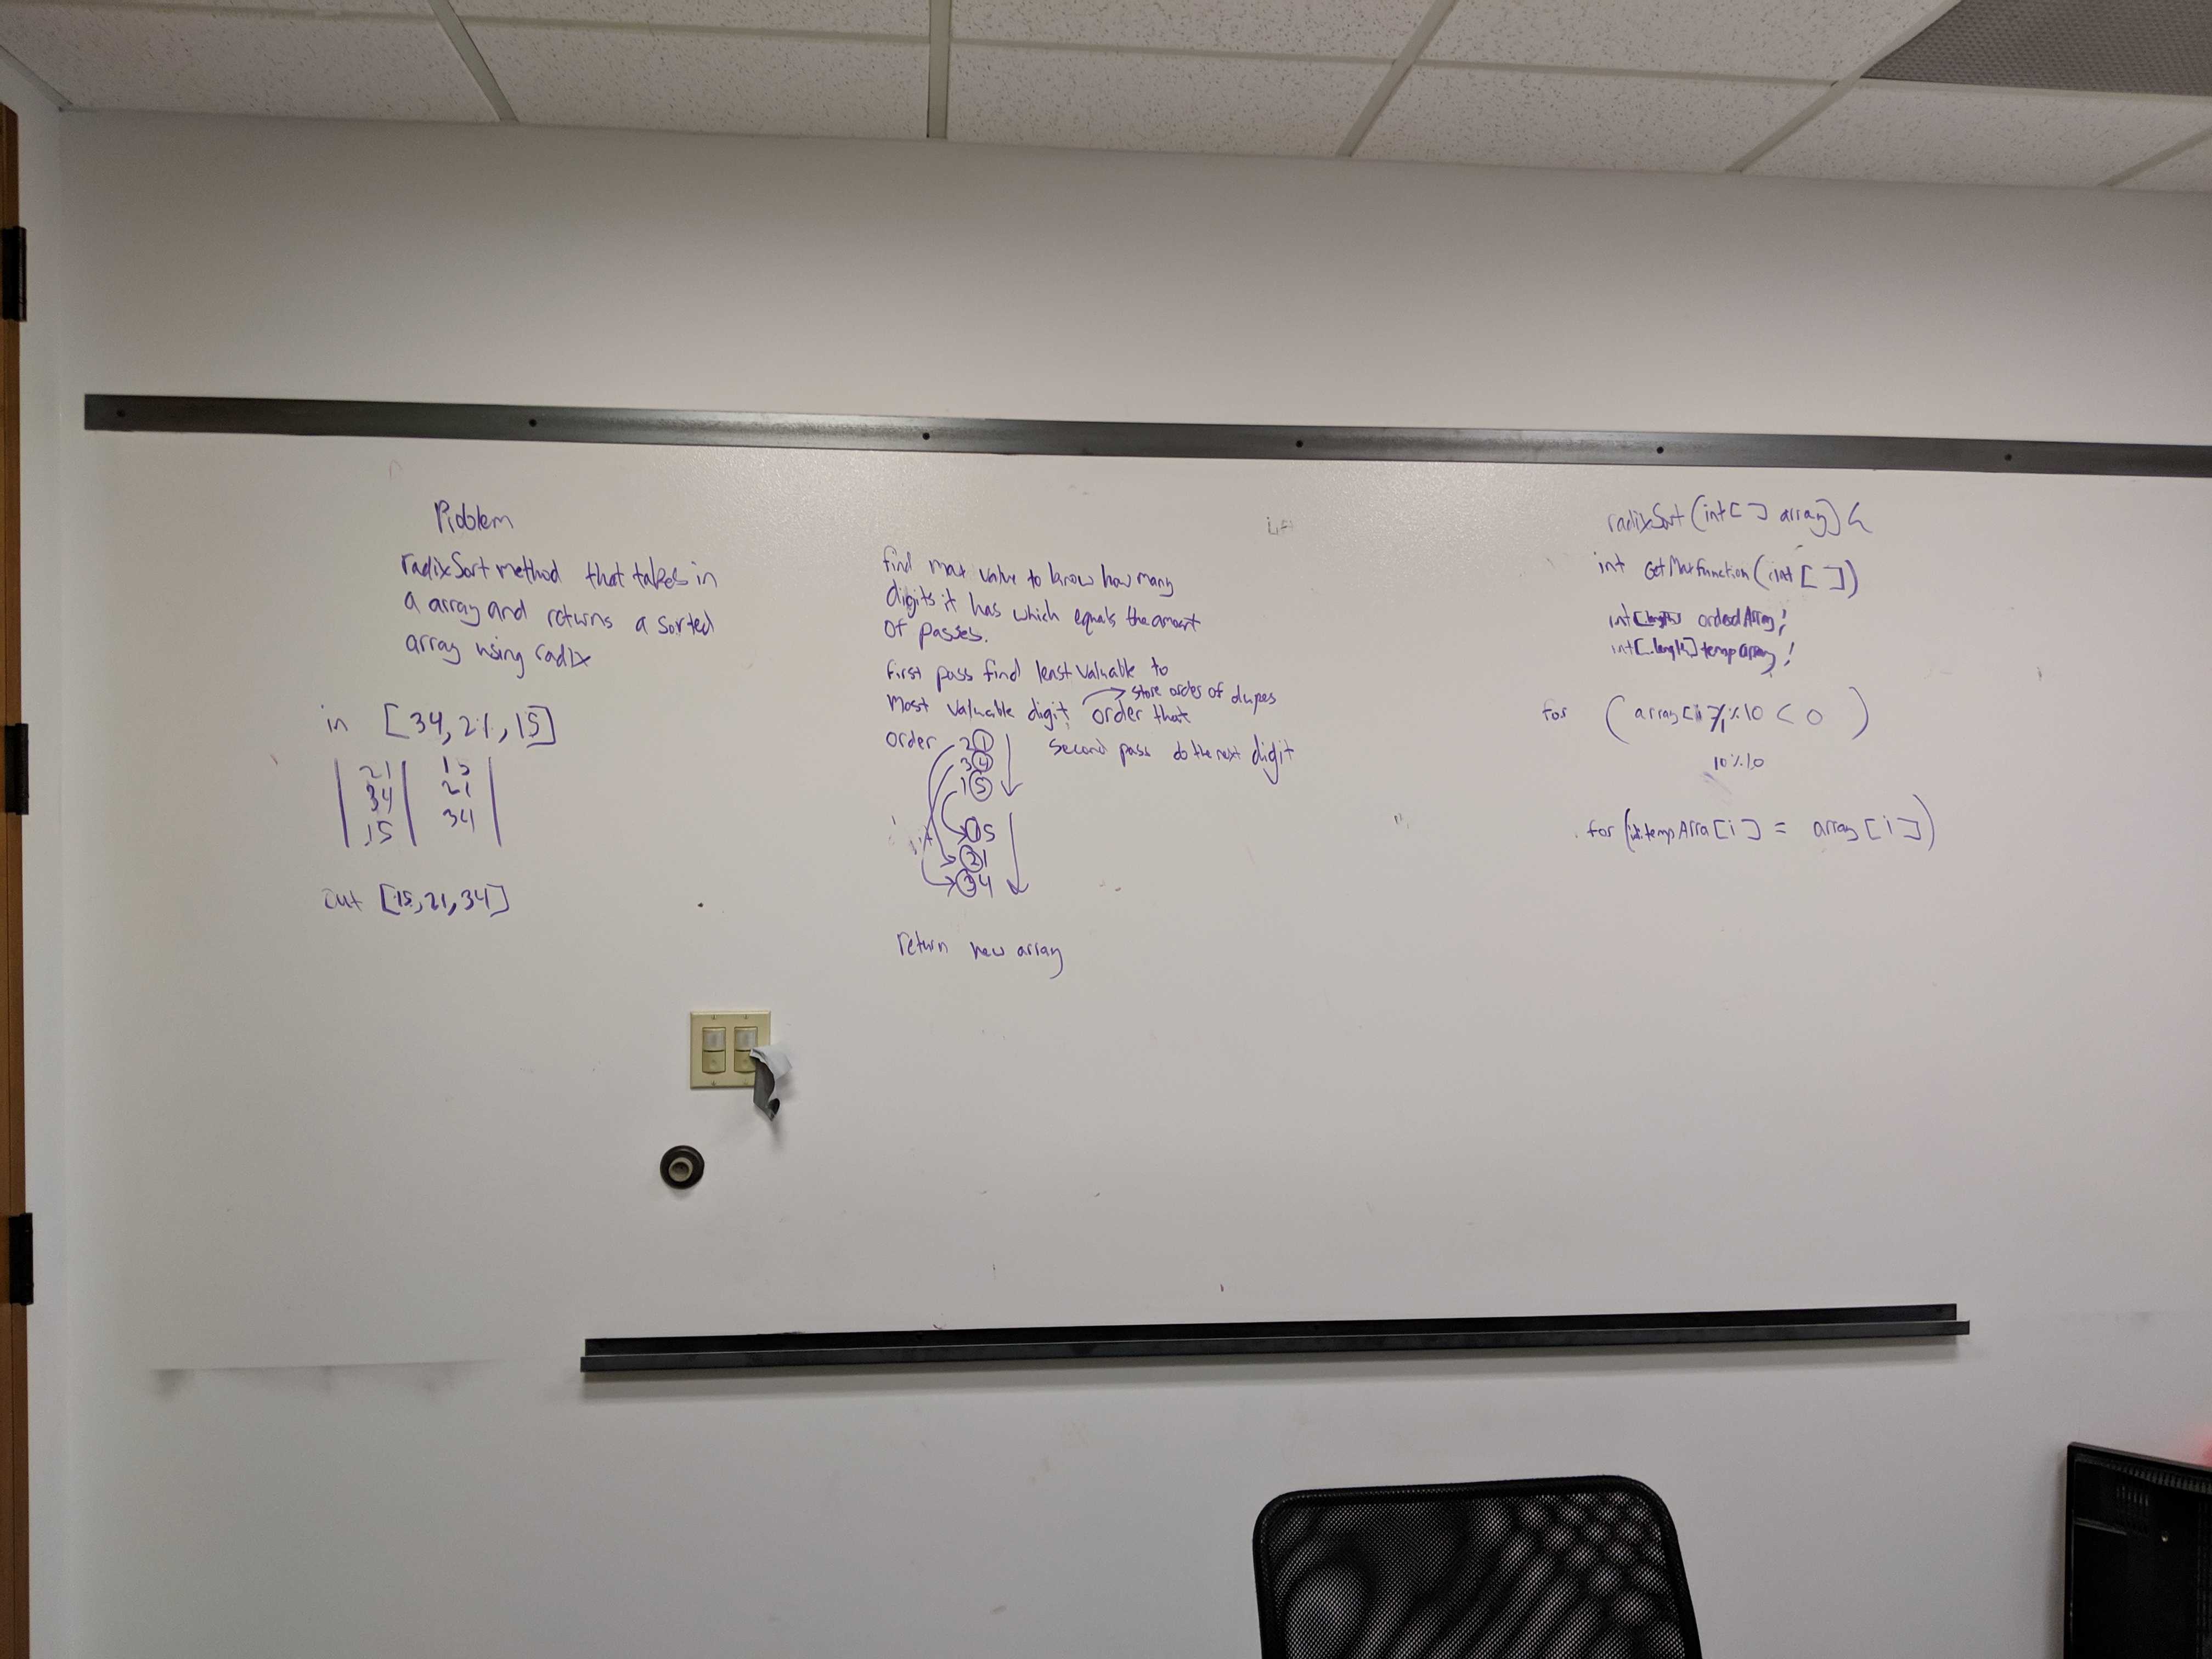 Problem
radixSort method that takes in
a array and returns a sorted
array using radix
in [34, 21, 15]
21 15
34 21
15 34
out [15, 21, 34]
find max value to know how many
digits it has which equals the amount
of passes.
First pass find least valuable to
most valuable digit, order that
store order of dupes
order 21
34
15
second pass do the next digit
15
21
34
return new array
radixSort (int[] array) {
int GetMaxFunction (int [])
int[length] orderedArray;
int[.length] tempArray;
for ( array[i %10 < 0 )
10%10
for ( tempArra[i] = array[i])